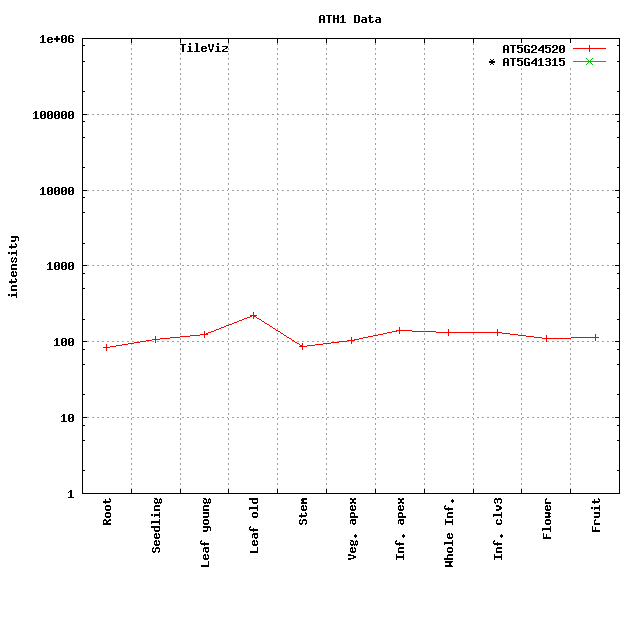 ATH1 Data
TileViz
AT5G24520
* AT5G41315
1e+06
100000
10000
1000
100
10
1
intensity
Root
Seedling
Leaf young
Leaf old
Stem
Veg. apex
Inf. apex
Whole Inf.
Inf. clv3
Flower
Fruit